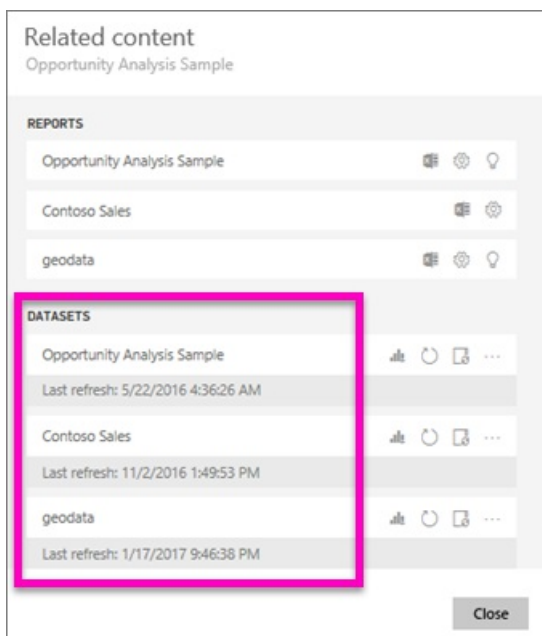 Related content
Opportunity Analysis Sample
REPORTS
Opportunity Analysis Sample
Contoso Sales
geodata
DATASETS
Opportunity Analysis Sample
Last refresh: 5/22/2016 4:36:26 AM
Contoso Sales
Last refresh: 11/2/2016 1:49:53 PM
geodata
Last refresh: 1/17/2017 9:46:38 PM
Close